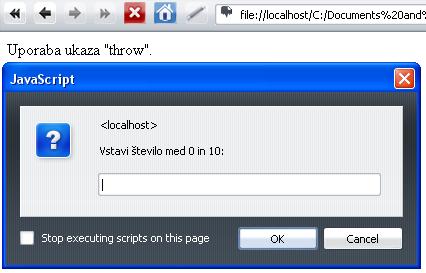 file://localhost/C:/Documents%20and%
Uporaba ukaza "throw".
JavaScript
<localhost>
Vstavi število med 0 in 10:
Stop executing scripts on this page
OK
Cancel